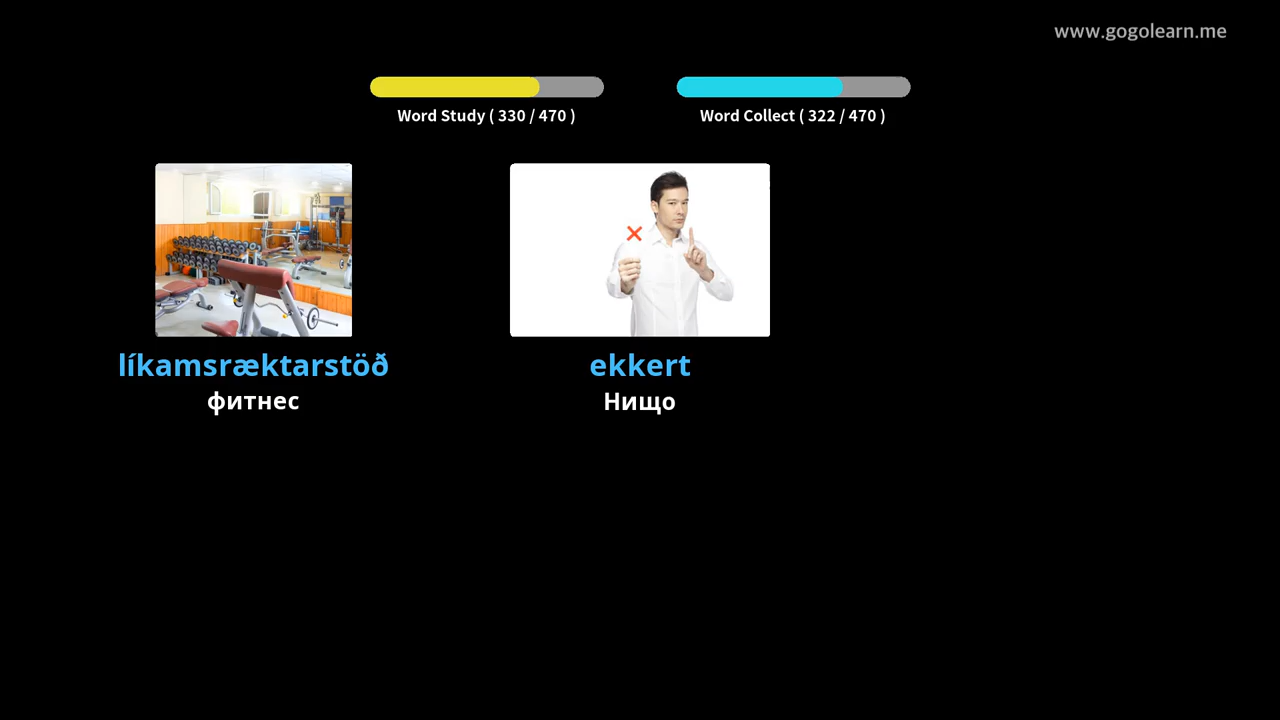 www.gogolearn.me
Word Study ( 330 / 470 )
Word Collect ( 322 / 470 )
líkamsræktarstöð
фитнес
ekkert
Нищо